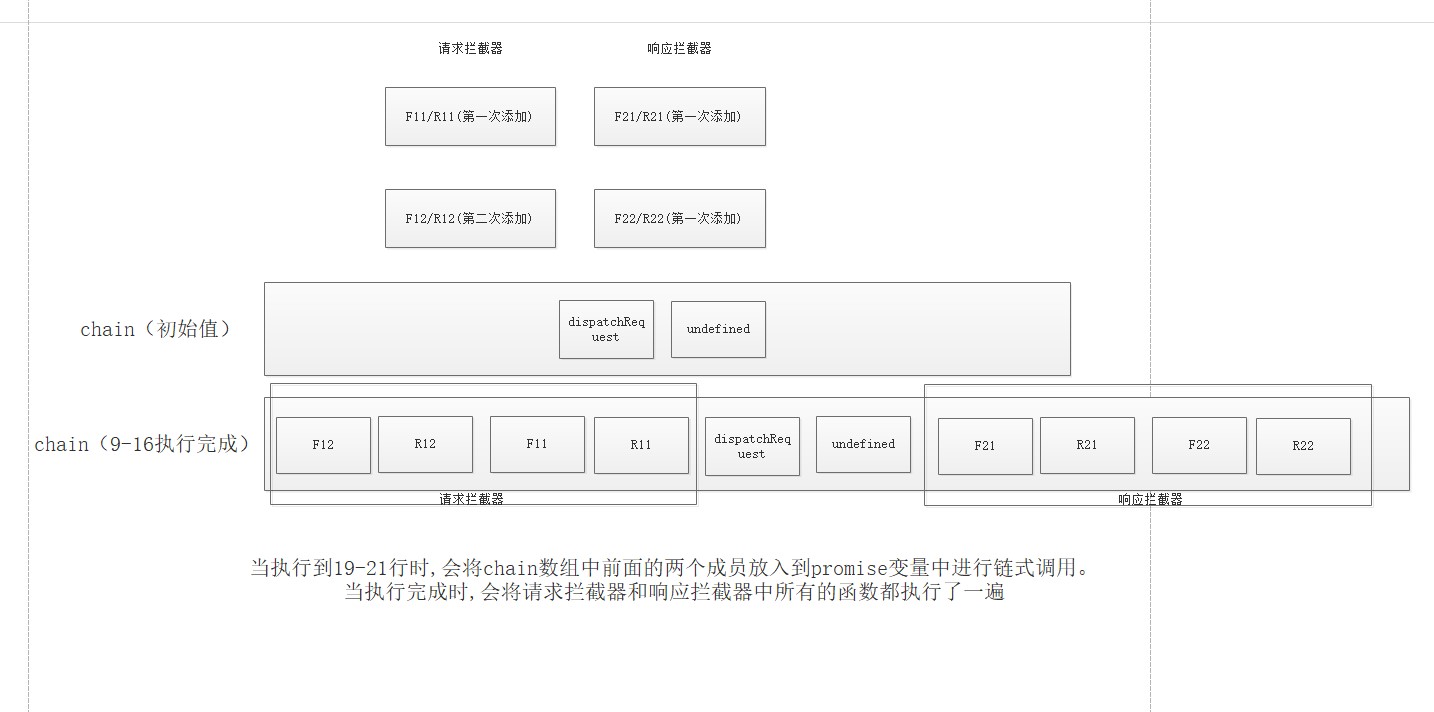 请求拦截器 响应拦截器
F11/R11(第一次添加) F21/R21(第一次添加)
F12/R12(第二次添加) F22/R22(第一次添加)
chain（初始值）
dispatchReq
uest
undefined
chain（9-16执行完成）
F12 R12 F11 R11
dispatchReq
uest
undefined
F21 R21 F22 R22
请求拦截器 响应拦截器
当执行到19-21行时,会将chain数组中前面的两个成员放入到promise变量中进行链式调用。
当执行完成时,会将请求拦截器和响应拦截器中所有的函数都执行了一遍